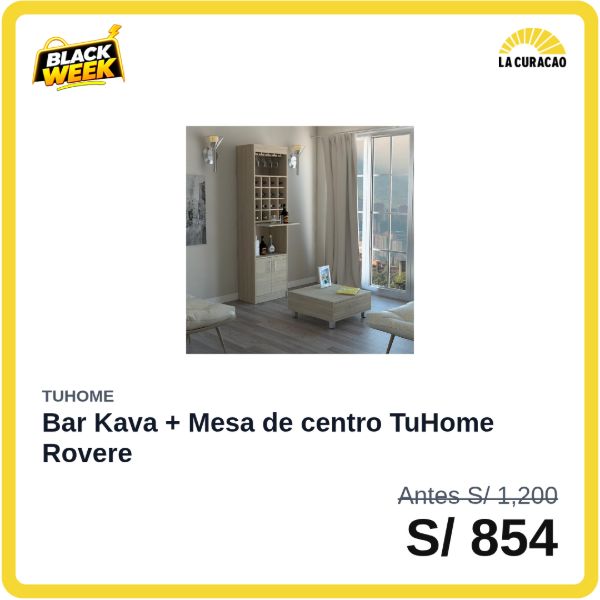 BLACK
WEEK
LA CURACAO
TUHOME
Bar Kava + Mesa de centro TuHome
Rovere
Antes S/ 1,200
S/ 854